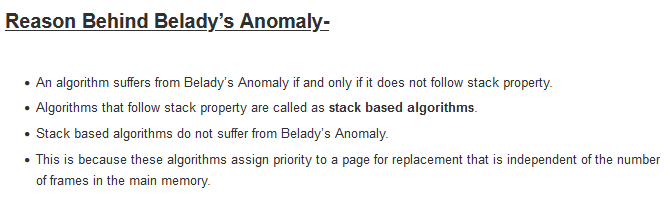 Reason Behind Belady’s Anomaly-
• An algorithm suffers from Belady’s Anomaly if and only if it does not follow stack property.
• Algorithms that follow stack property are called as stack based algorithms.
• Stack based algorithms do not suffer from Belady’s Anomaly.
• This is because these algorithms assign priority to a page for replacement that is independent of the number
of frames in the main memory.